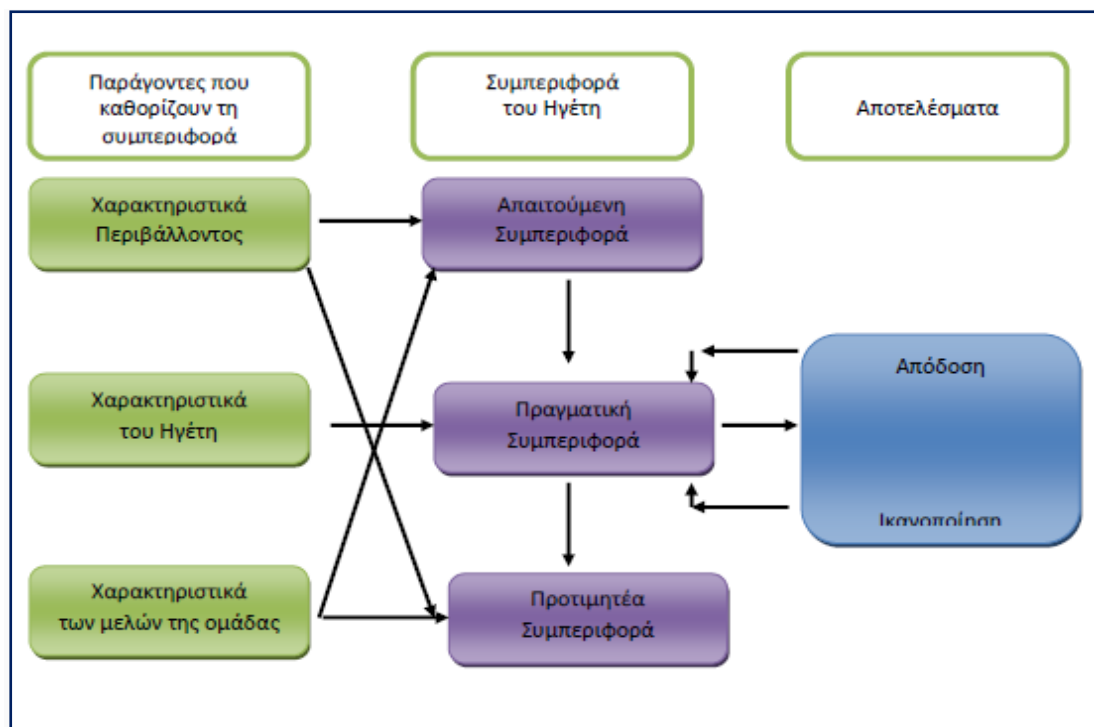 Παράγοντες που
καθορίζουν τη
συμπεριφορά
Συμπεριφορά
του Ηγέτη
Αποτελέσματα
Χαρακτηριστικά
Περιβάλλοντος
Απαιτούμενη
Συμπεριφορά
Χαρακτηριστικά
του Ηγέτη
Πραγματική
Συμπεριφορά
Απόδοση
Ικανοποίηση
Χαρακτηριστικά
των μελών της ομάδας
Προτιμητέα
Συμπεριφορά